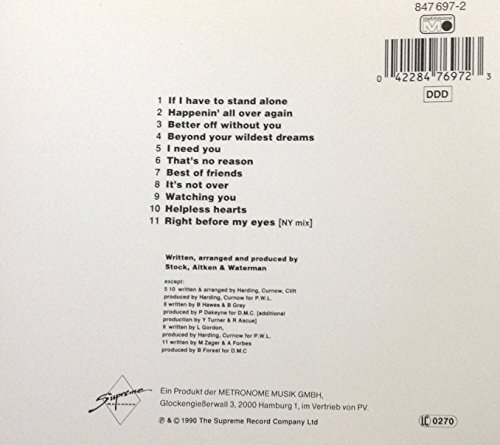 847 697-2
metronome
M
0 42284 76972 3
DDD
1 If I have to stand alone
2 Happenin' all over again
3 Better off without you
4 Beyond your wildest dreams
5 I need you
6 That's no reason
7 Best of friends
8 It's not over
9 Watching you
10 Helpless hearts
11 Right before my eyes [NY mix]
Written, arranged and produced by
Stock, Aitken & Waterman
except:
5 10 written & arranged by Harding, Curnow, Clift
produced by Harding, Curnow for P.W.L.
8 written by B Hawes & B Gray
produced by P Dakeyne for D.M.C. [additional
production by Y Turner & R Ascue]
9 written by L Gordon,
produced by Harding, Curnow for P.W.L.
11 written by M Zager & A Forbes
produced by B Forest for D.M.C
Supreme
Ein Produkt der METRONOME MUSIK GMBH,
Glockengießerwall 3, 2000 Hamburg 1, im Vertrieb von PV.
℗ & © 1990 The Supreme Record Company Ltd
LC 0270